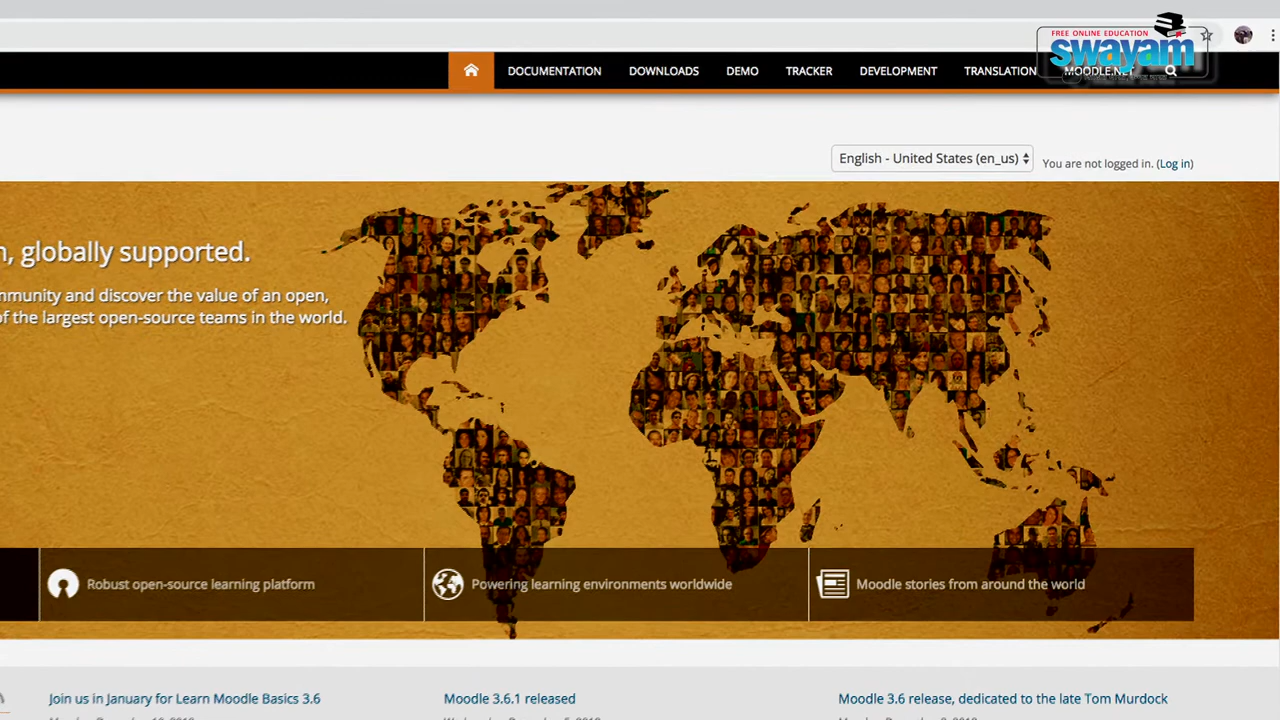 FREE ONLINE EDUCATION
swayam
DOCUMENTATION DOWNLOADS DEMO TRACKER DEVELOPMENT TRANSLATION MOODLE.NET
English - United States (en_us)
You are not logged in. (Log in)
, globally supported.
and discover the value of an open,
of the largest open-source teams in the world.
Robust open-source learning platform
Powering learning environments worldwide
Moodle stories from around the world
Join us in January for Learn Moodle Basics 3.6
Moodle 3.6.1 released
Moodle 3.6 release, dedicated to the late Tom Murdock